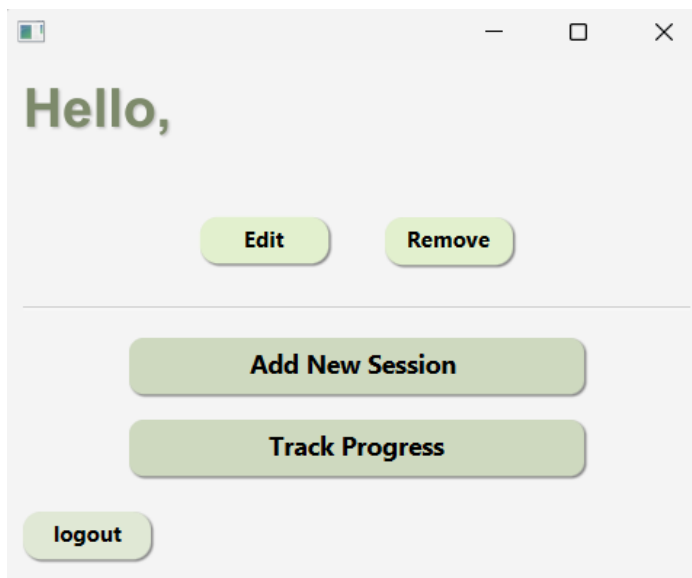 Hello,
Edit Remove
Add New Session
Track Progress
logout